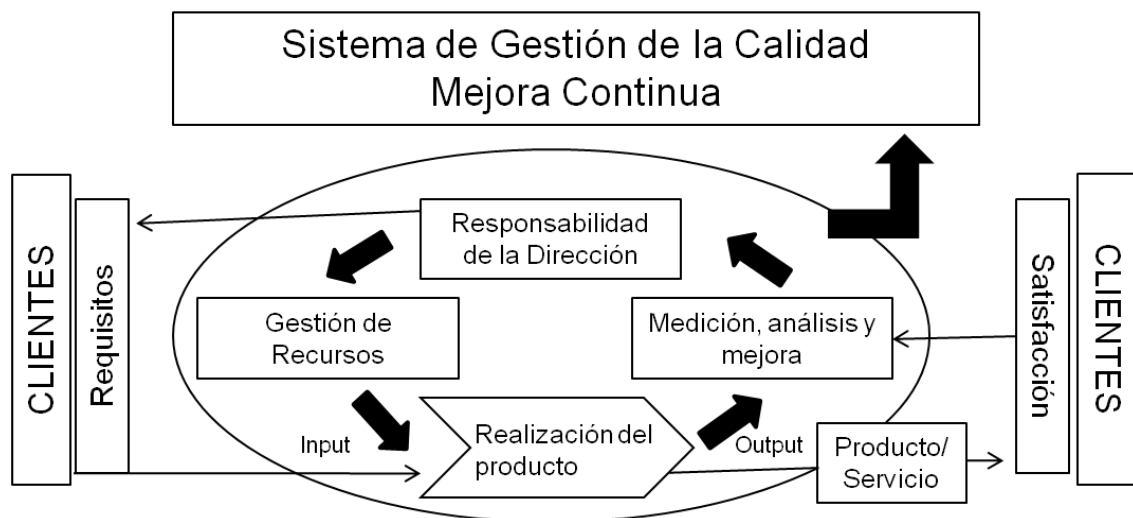 Sistema de Gestión de la Calidad
Mejora Continua
CLIENTES
Requisitos
Responsabilidad
de la Dirección
Gestión de
Recursos
Medición, análisis y
mejora
Input
Realización del
producto
Output
Producto/
Servicio
Satisfacción
CLIENTES